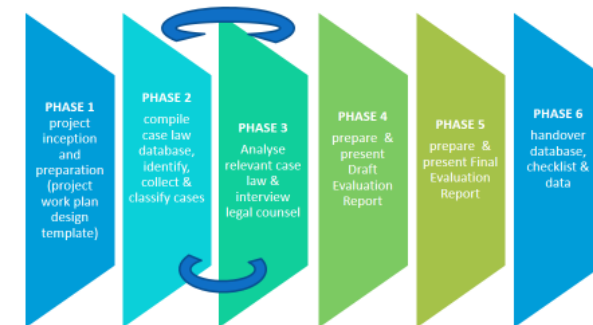 PHASE 1
project
inception
and
preparation
(project
work plan
design
template)
PHASE 2
compile
case law
database,
identify,
collect &
classify cases
PHASE 3
Analyse
relevant case
law &
interview
legal counsel
PHASE 4
prepare &
present
Draft
Evaluation
Report
PHASE 5
prepare &
present Final
Evaluation
Report
PHASE 6
handover
database,
checklist &
data